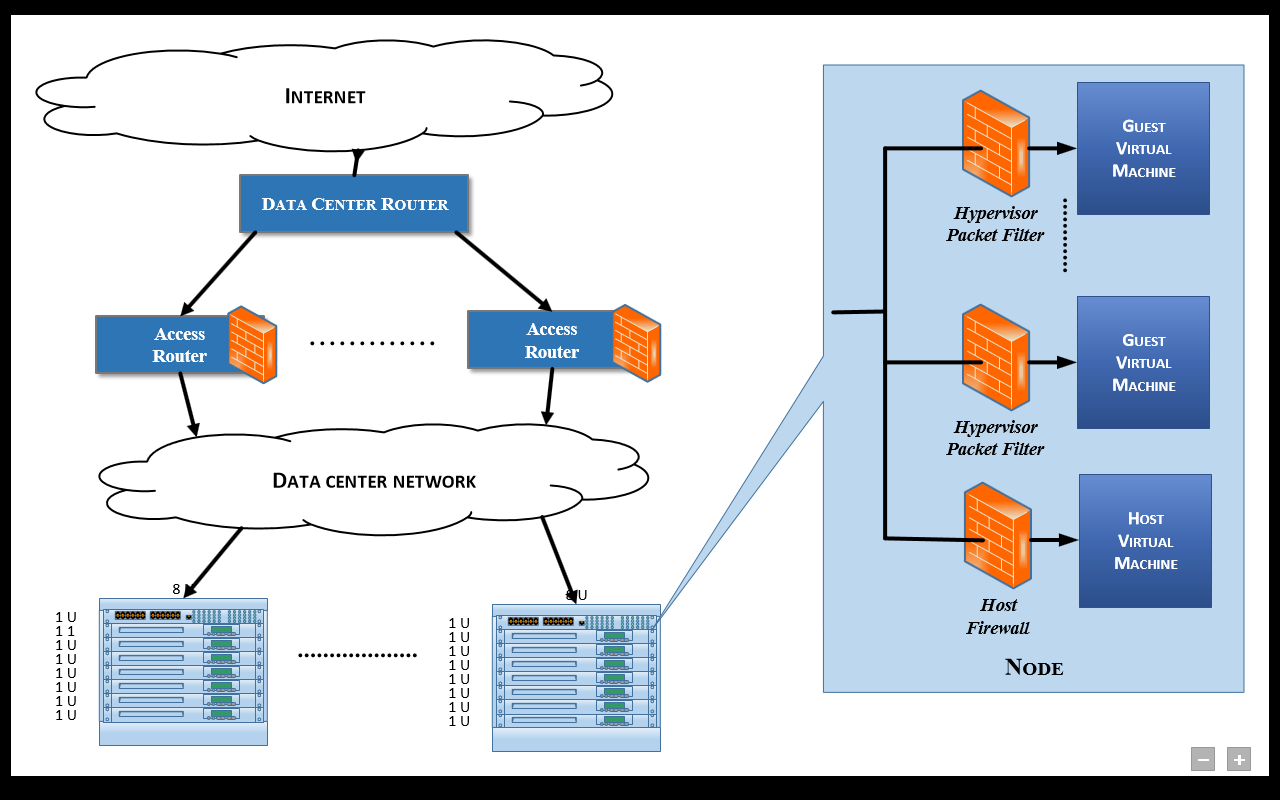 INTERNET
DATA CENTER ROUTER
Access
Router
Access
Router
DATA CENTER NETWORK
8
1 U
1 1
1 U
1 U
1 U
1 U
1 U
1 U
U
1 U
1 U
1 U
1 U
1 U
1 U
1 U
1 U
GUEST
VIRTUAL
MACHINE
Hypervisor
Packet Filter
GUEST
VIRTUAL
MACHINE
Hypervisor
Packet Filter
HOST
VIRTUAL
MACHINE
Host
Firewall
NODE